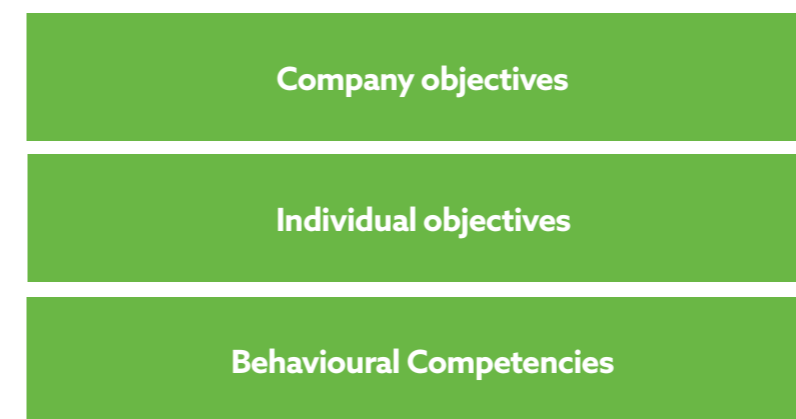 Company objectives
Individual objectives
Behavioural Competencies